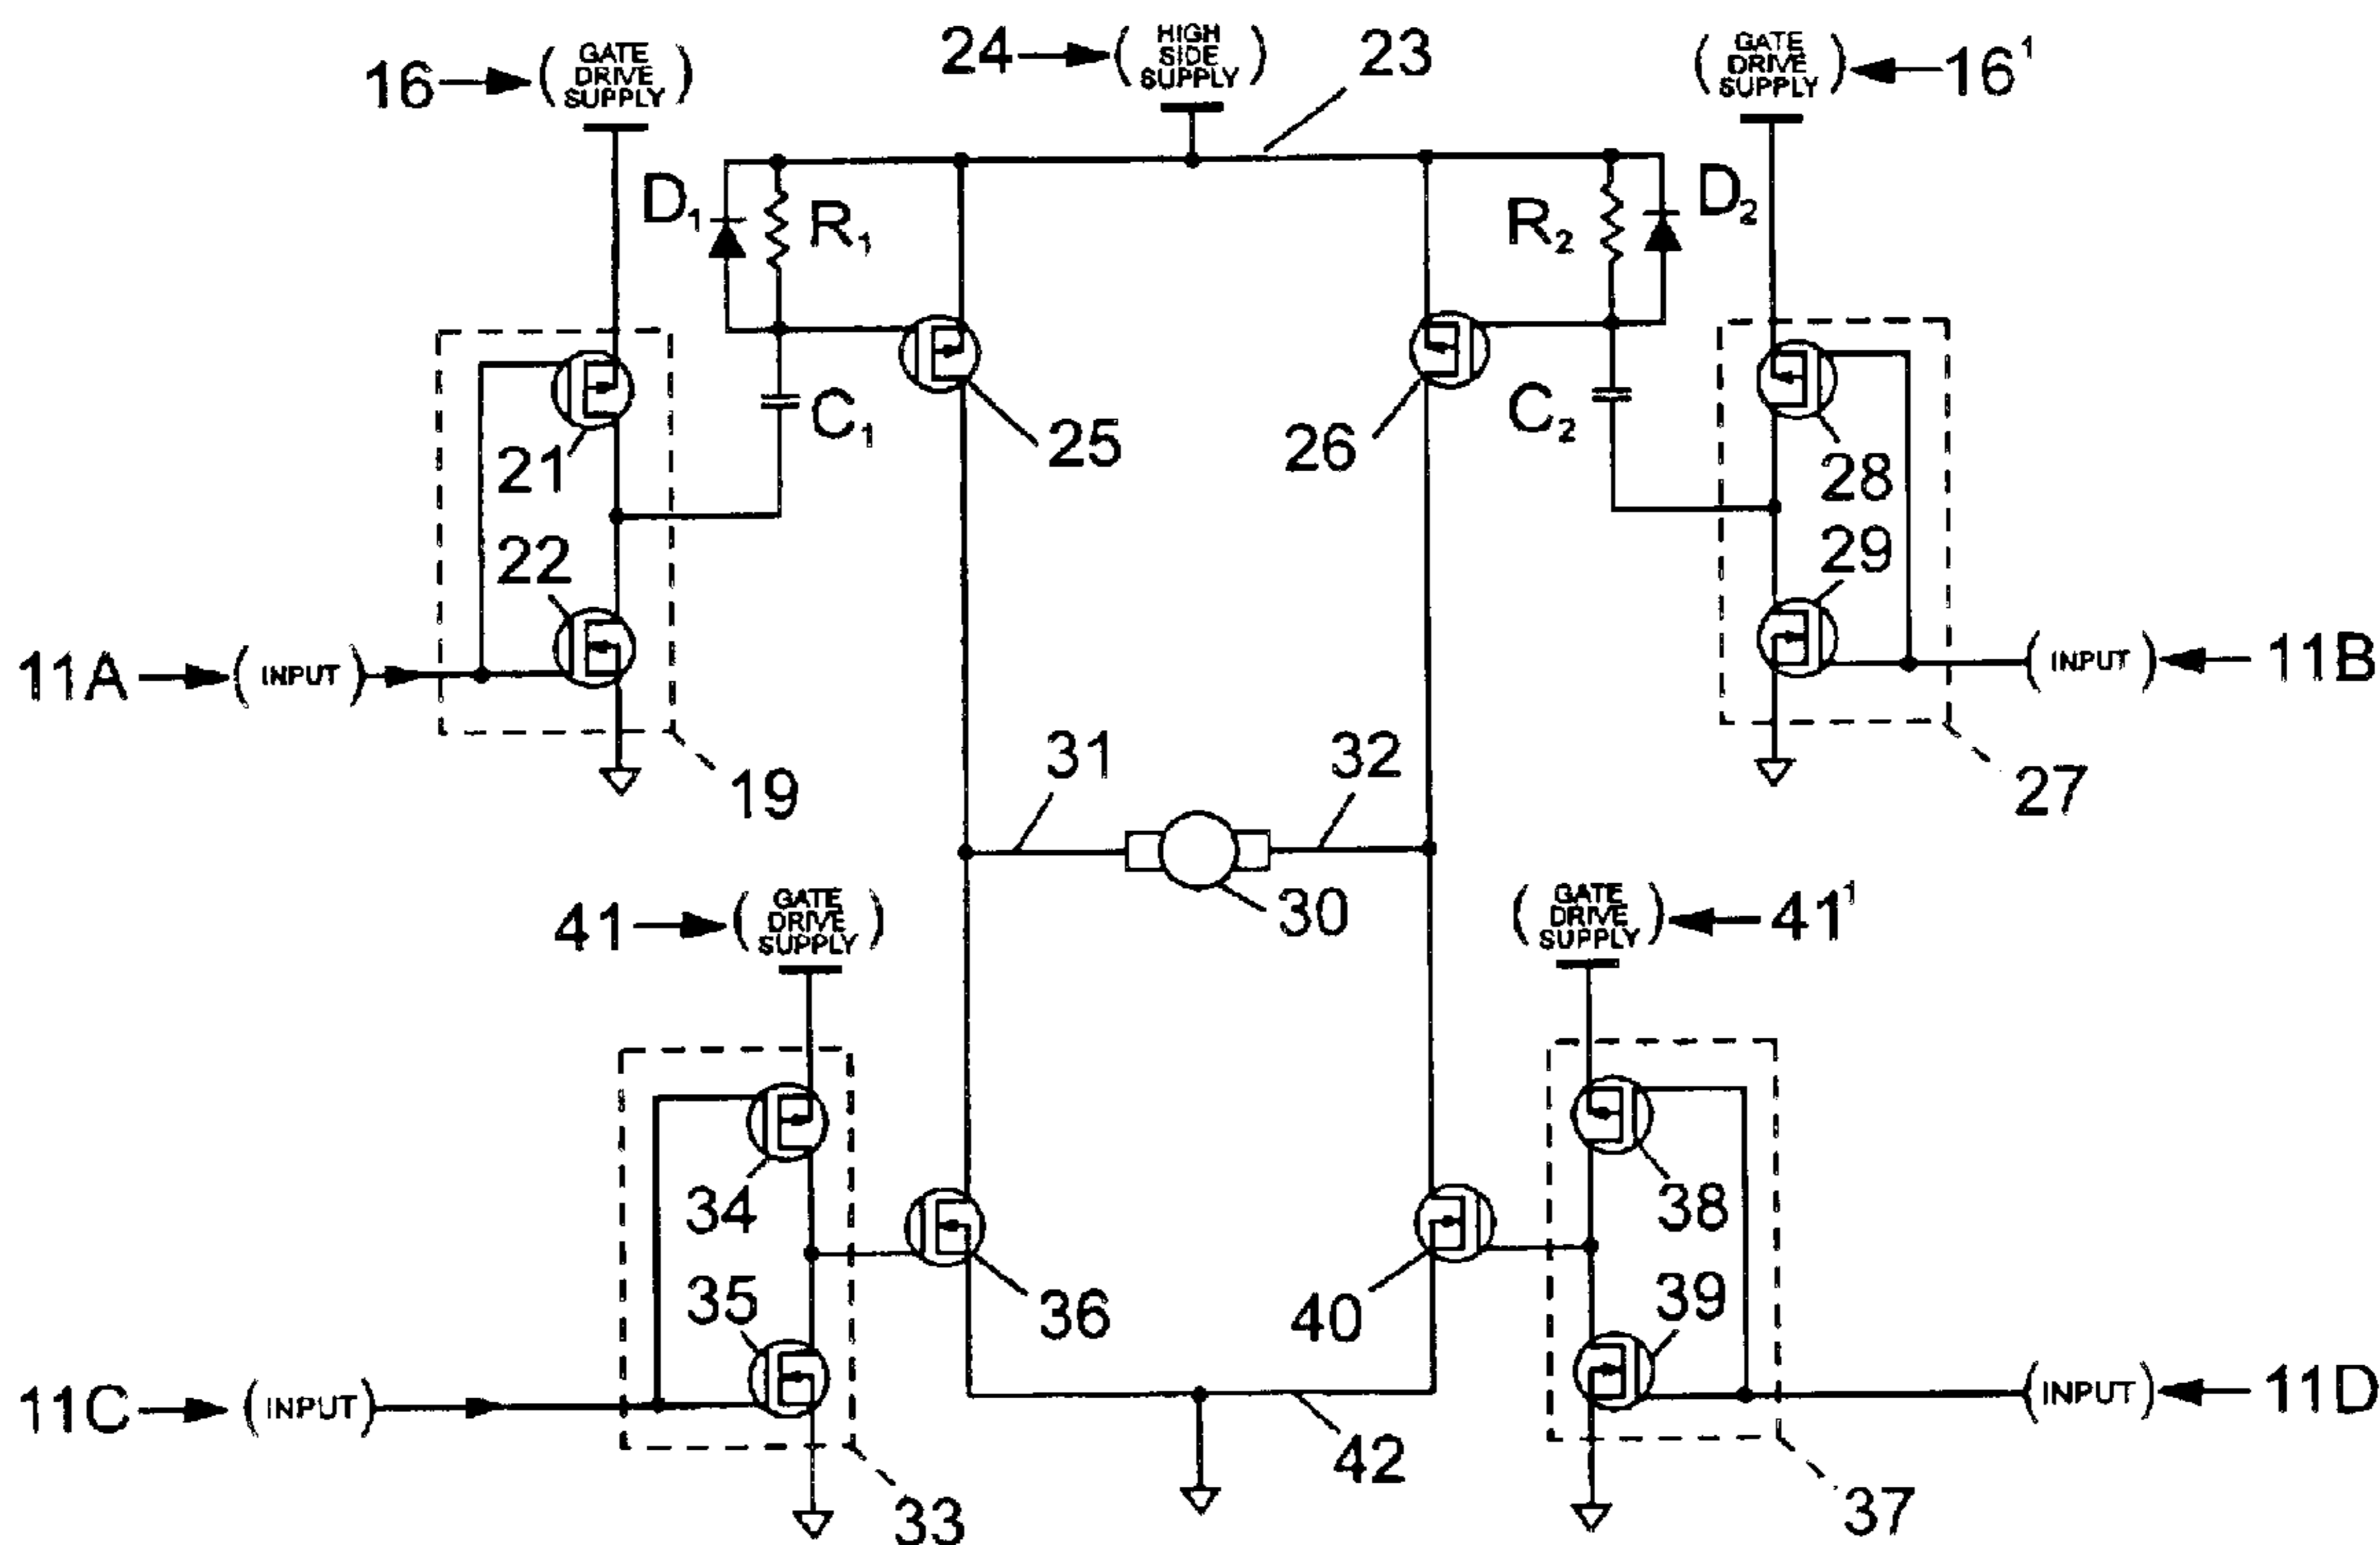 16 ( GATE DRIVE SUPPLY )
24 ( HIGH SIDE SUPPLY )
23
( GATE DRIVE SUPPLY ) 16¹
D₁
R₁
R₂
D₂
C₁
C₂
21
25
26
28
22
29
11A ( INPUT )
( INPUT ) 11B
19
31
32
27
30
41 ( GATE DRIVE SUPPLY )
( GATE DRIVE SUPPLY ) 41¹
34
38
35
36
40
39
11C ( INPUT )
( INPUT ) 11D
42
33
37